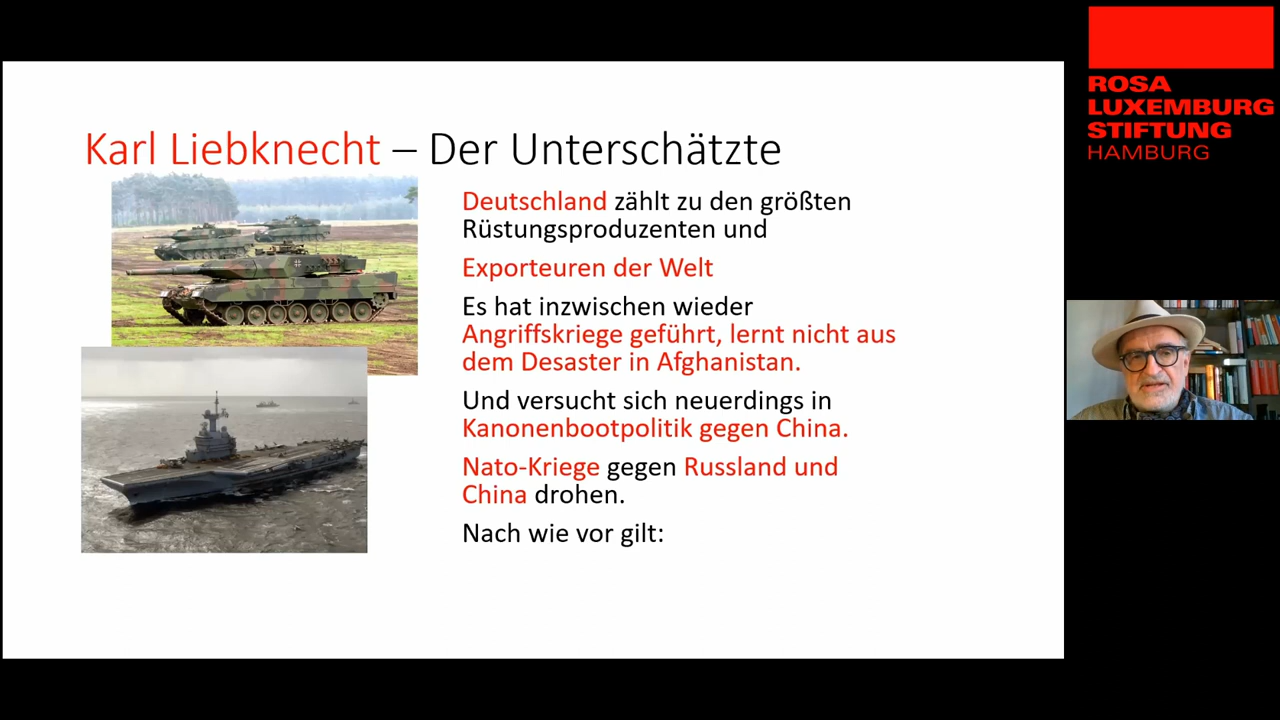 Karl Liebknecht – Der Unterschätzte
Deutschland zählt zu den größten
Rüstungsproduzenten und
Exporteuren der Welt
Es hat inzwischen wieder
Angriffskriege geführt, lernt nicht aus
dem Desaster in Afghanistan.
Und versucht sich neuerdings in
Kanonenbootpolitik gegen China.
Nato-Kriege gegen Russland und
China drohen.
Nach wie vor gilt:
ROSA
LUXEMBURG
STIFTUNG
HAMBURG